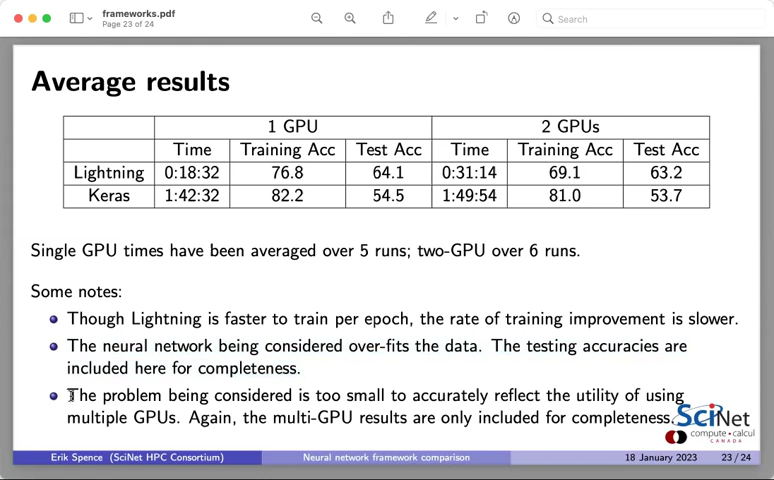 frameworks.pdf
Page 23 of 24
Search
Average results
1 GPU 2 GPUs
Time Training Acc Test Acc Time Training Acc Test Acc
Lightning 0:18:32 76.8 64.1 0:31:14 69.1 63.2
Keras 1:42:32 82.2 54.5 1:49:54 81.0 53.7
Single GPU times have been averaged over 5 runs; two-GPU over 6 runs.
Some notes:
Though Lightning is faster to train per epoch, the rate of training improvement is slower.
The neural network being considered over-fits the data. The testing accuracies are
included here for completeness.
The problem being considered is too small to accurately reflect the utility of using
multiple GPUs. Again, the multi-GPU results are only included for completeness.
SciNet
compute • calcul
CANADA
Erik Spence (SciNet HPC Consortium) Neural network framework comparison 18 January 2023 23 / 24